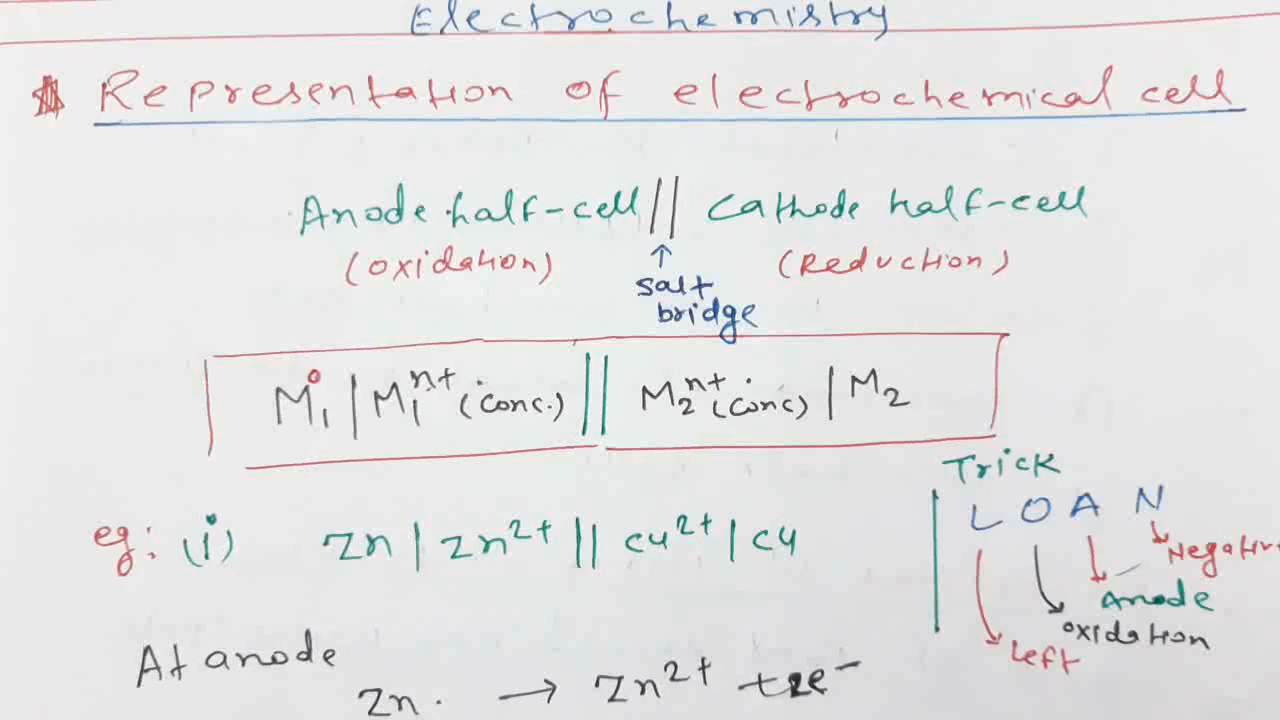 Electrochemistry
Representation of electrochemical cell
Anode half-cell || Cathode half-cell
(oxidation) (Reduction)
↑
salt
bridge
M₁° | M₁ⁿ⁺ (conc.) || M₂ⁿ⁺ (conc) | M₂
Trick
L O A N
Negative
Anode
oxidation
Left
eg: (i) Zn | Zn²⁺ || Cu²⁺ | Cu
At anode
Zn. → Zn²⁺ + 2e⁻